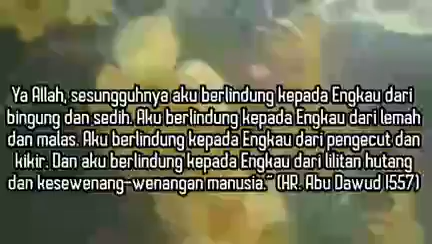 Ya Allah, sesungguhnya aku berlindung kepada Engkau dari
bingung dan sedih. Aku berlindung kepada Engkau dari lemah
dan malas. Aku berlindung kepada Engkau dari pengecut dan
kikir. Dan aku berlindung kepada Engkau dari lilitan hutang
dan kesewenang-wenangan manusia." (HR. Abu Dawud 1557)